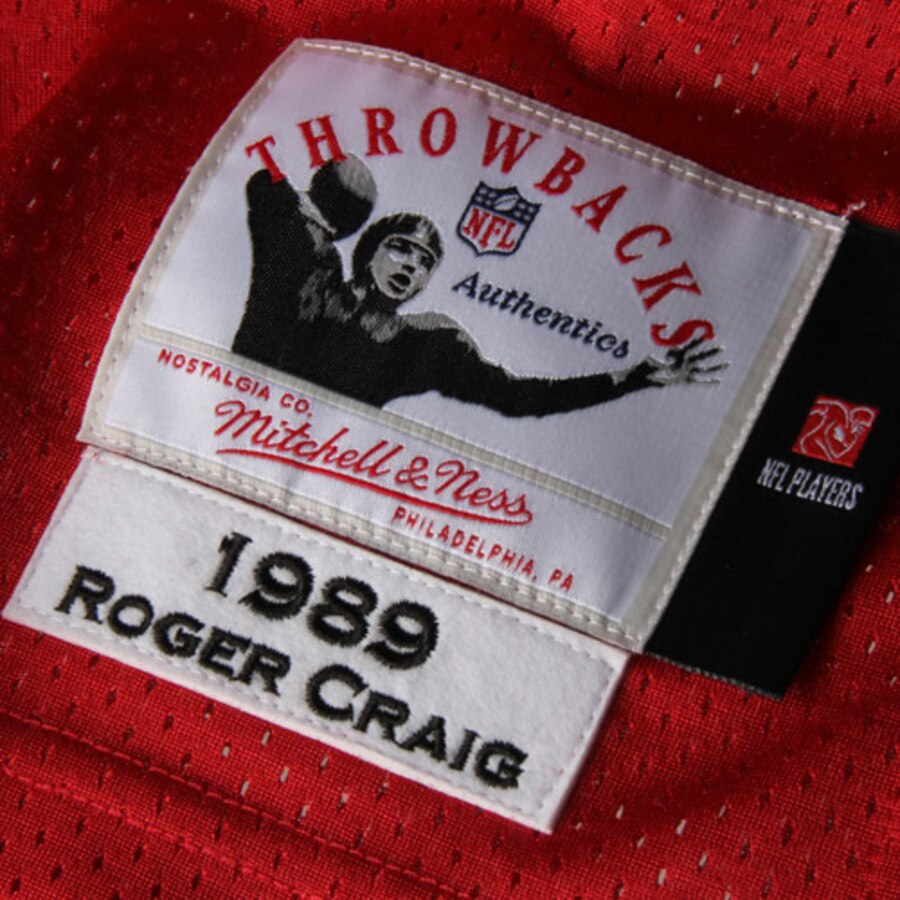 THROWBACKS
NFL
Authentics
NOSTALGIA CO.
Mitchell & Ness
PHILADELPHIA, PA
NFL PLAYERS
1989
ROGER CRAIG